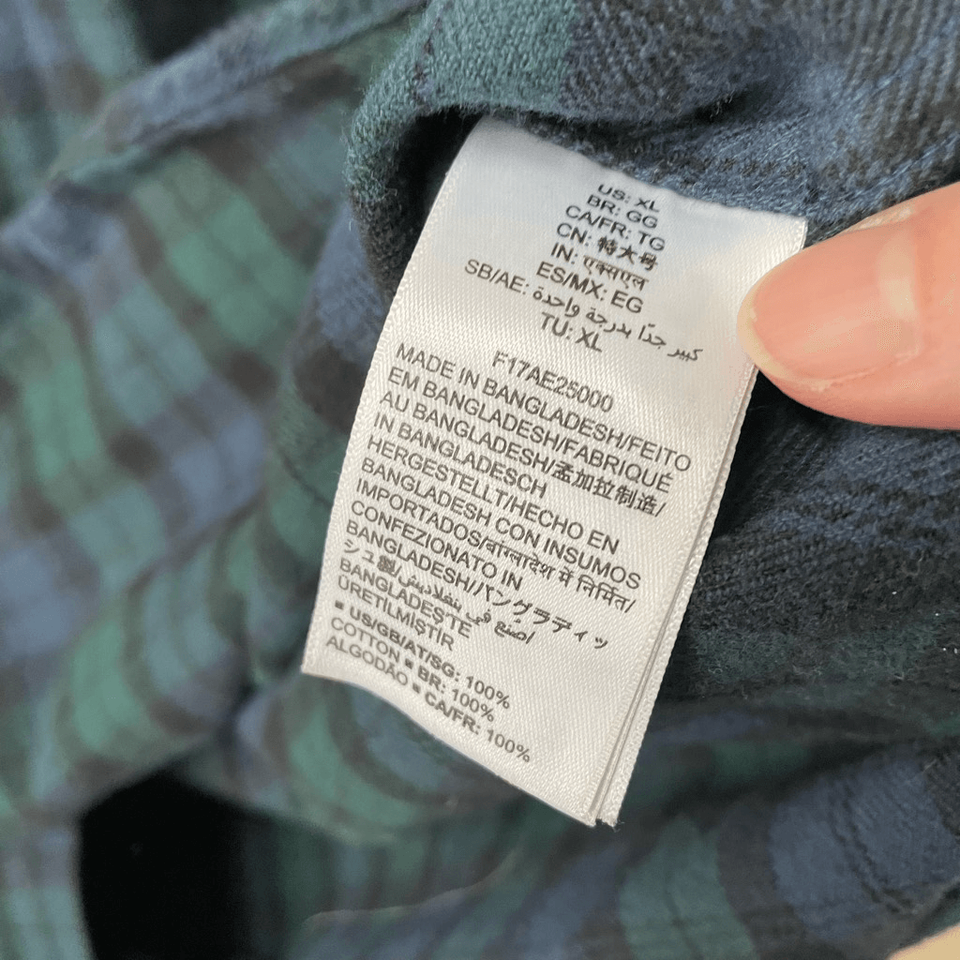 US: XL
BR: GG
CA/FR: TG
CN: 特大号
IN: एक्सएल
ES/MX: EG
SB/AE: كبير جدًا بدرجة واحدة
TU: XL
F17AE25000
MADE IN BANGLADESH/FEITO
EM BANGLADESH/FABRIQUÉ
AU BANGLADESH/孟加拉制造/
IN BANGLADESCH
HERGESTELLT/HECHO EN
BANGLADESH CON INSUMOS
IMPORTADOS/बांग्लादेश में निर्मित/
CONFEZIONATO IN
BANGLADESH/バングラディッ
シュ製/اصنع في بنغلاديش/
BANGLADEŞ'TE
ÜRETİLMİŞTİR
▪ US/GB/AT/SG: 100%
COTTON ▪ BR: 100%
ALGODÃO ▪ CA/FR: 100%